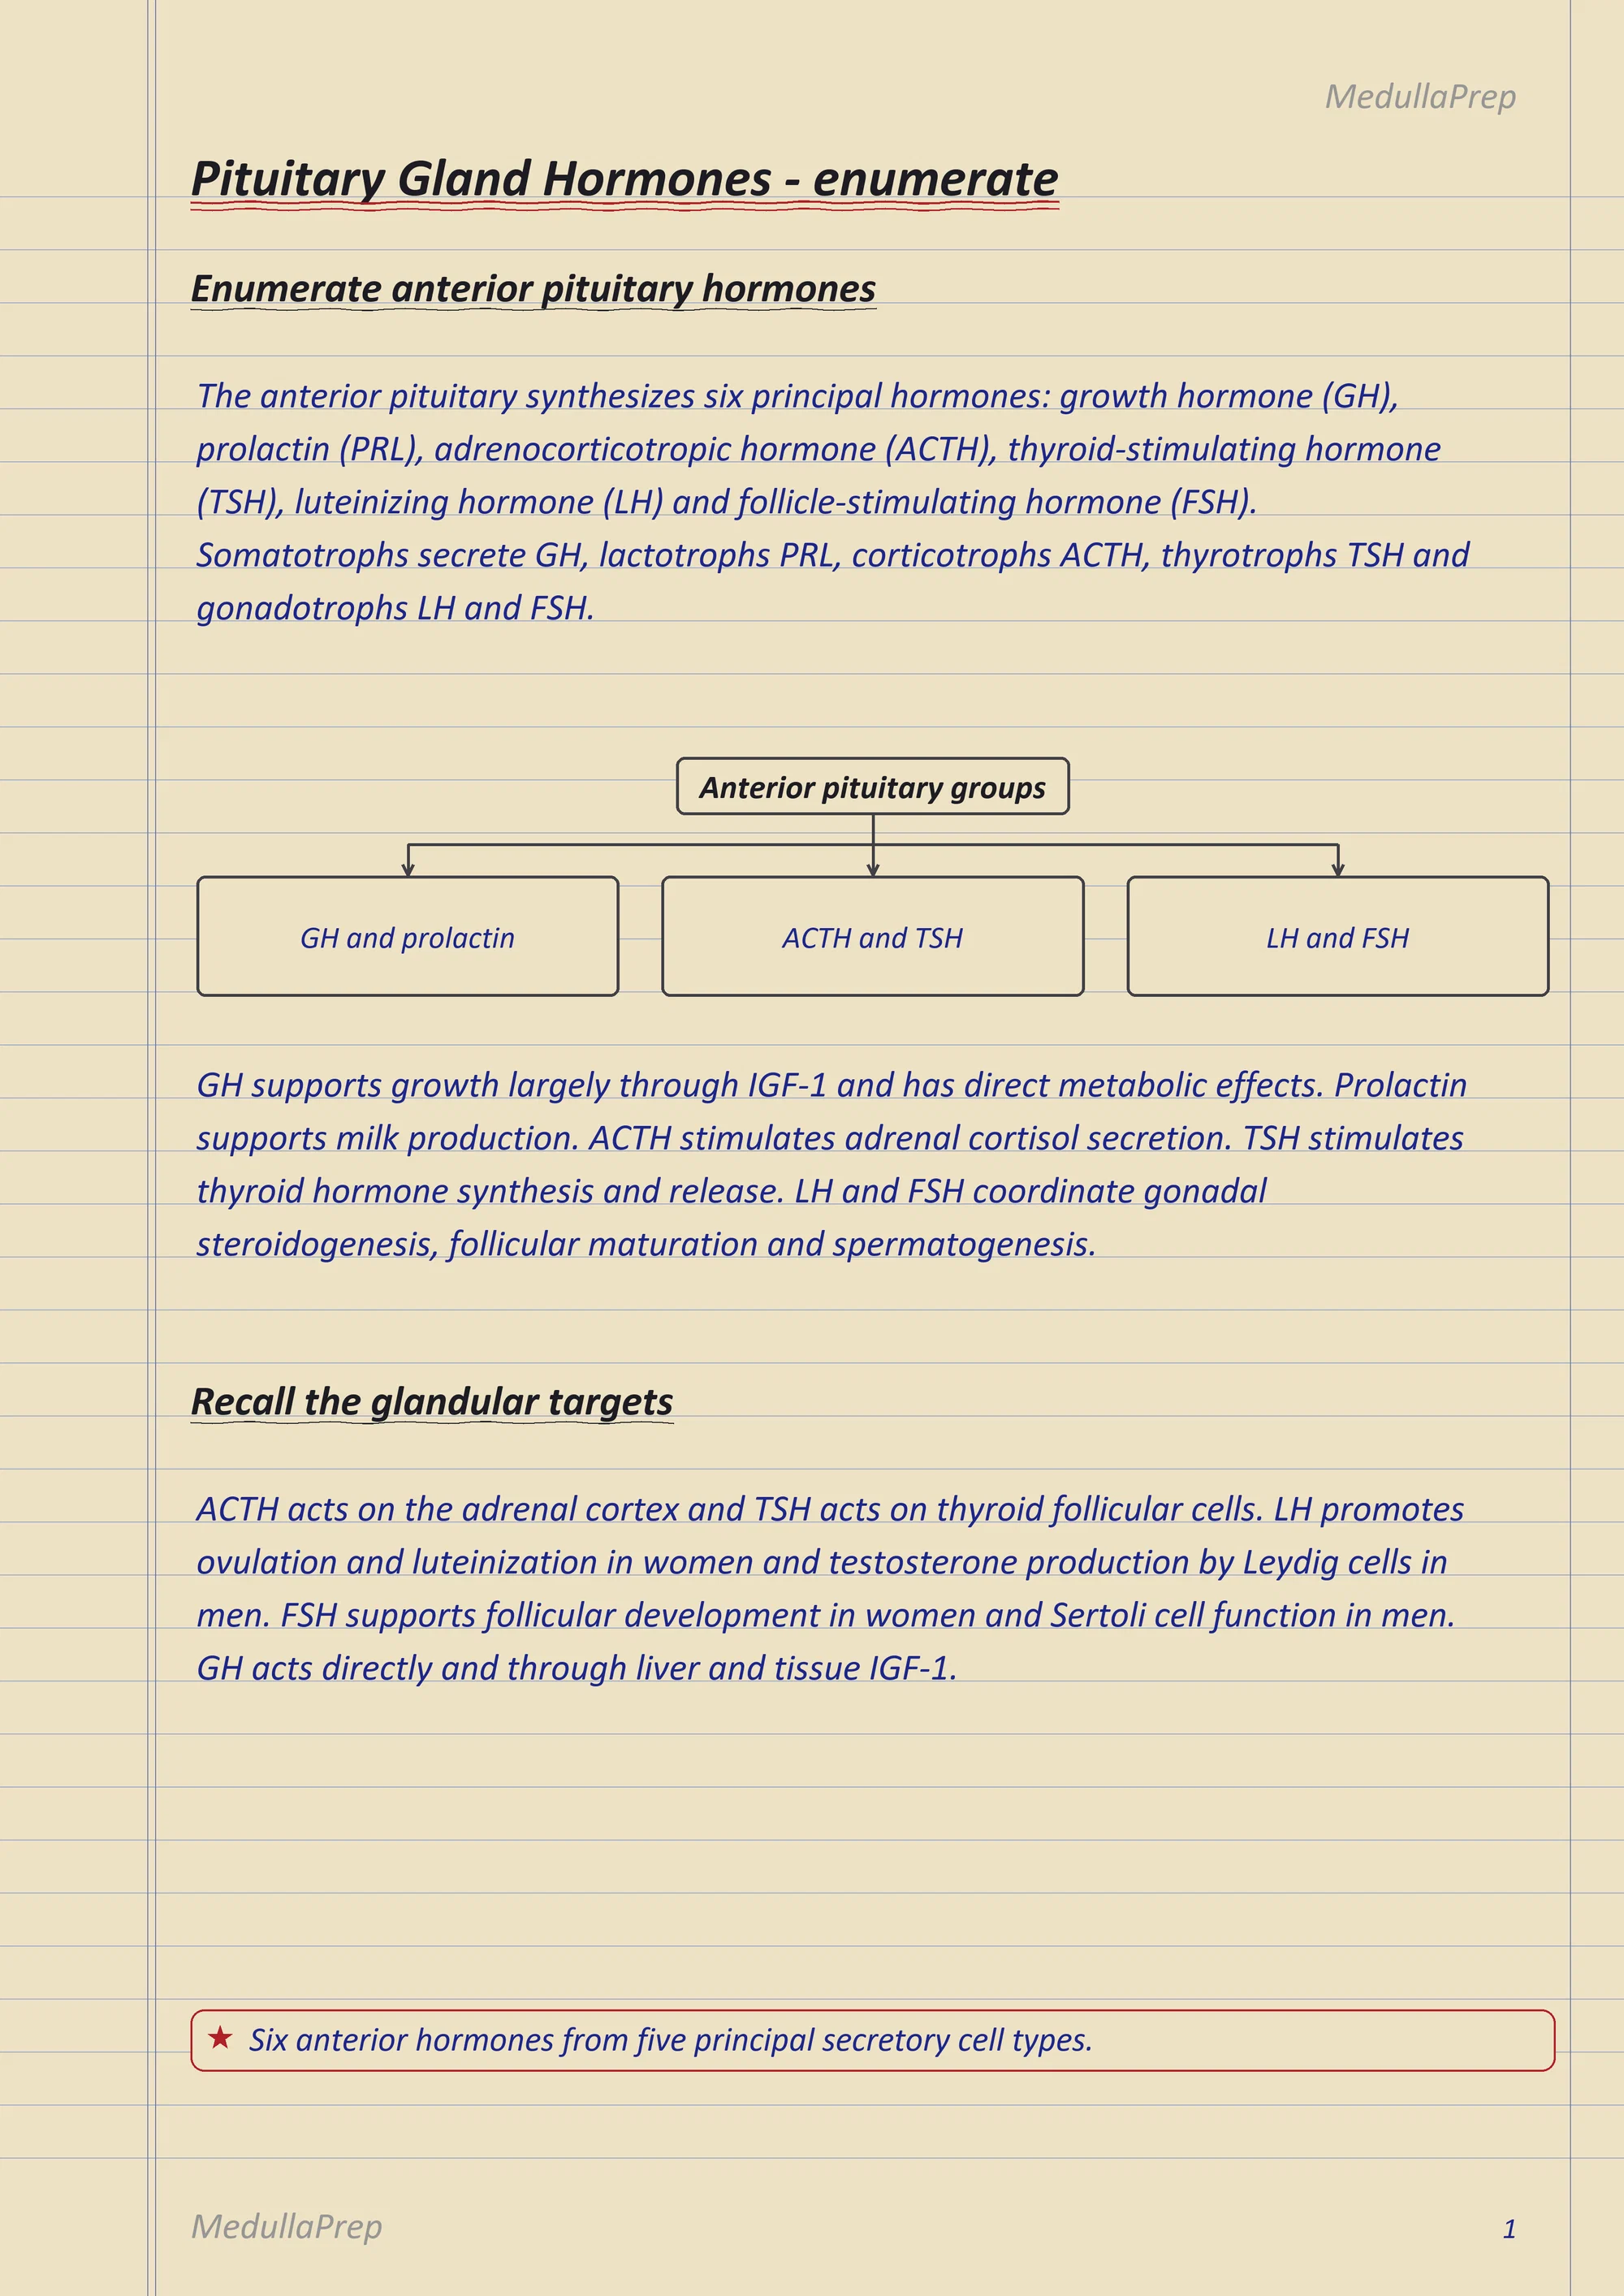 MedullaPrep
Pituitary Gland Hormones - enumerate
Enumerate anterior pituitary hormones
The anterior pituitary synthesizes six principal hormones: growth hormone (GH),
prolactin (PRL), adrenocorticotropic hormone (ACTH), thyroid-stimulating hormone
(TSH), luteinizing hormone (LH) and follicle-stimulating hormone (FSH).
Somatotrophs secrete GH, lactotrophs PRL, corticotrophs ACTH, thyrotrophs TSH and
gonadotrophs LH and FSH.
Anterior pituitary groups
GH and prolactin
ACTH and TSH
LH and FSH
GH supports growth largely through IGF-1 and has direct metabolic effects. Prolactin
supports milk production. ACTH stimulates adrenal cortisol secretion. TSH stimulates
thyroid hormone synthesis and release. LH and FSH coordinate gonadal
steroidogenesis, follicular maturation and spermatogenesis.
Recall the glandular targets
ACTH acts on the adrenal cortex and TSH acts on thyroid follicular cells. LH promotes
ovulation and luteinization in women and testosterone production by Leydig cells in
men. FSH supports follicular development in women and Sertoli cell function in men.
GH acts directly and through liver and tissue IGF-1.
★ Six anterior hormones from five principal secretory cell types.
MedullaPrep
1